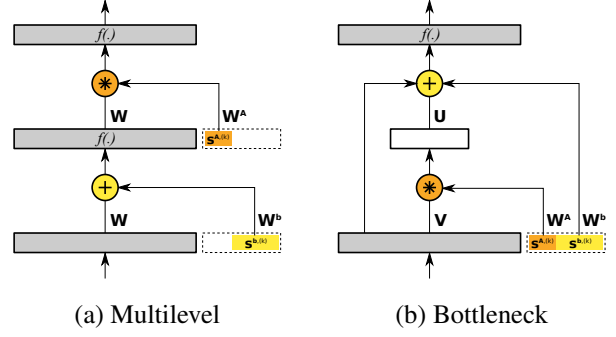 f(.)
f(.)
*
+
W
W^A
U
f(.)
s^A,(k)
+
*
W
W^b
V
W^A
W^b
s^b,(k)
s^A,(k)
s^b,(k)
(a) Multilevel
(b) Bottleneck